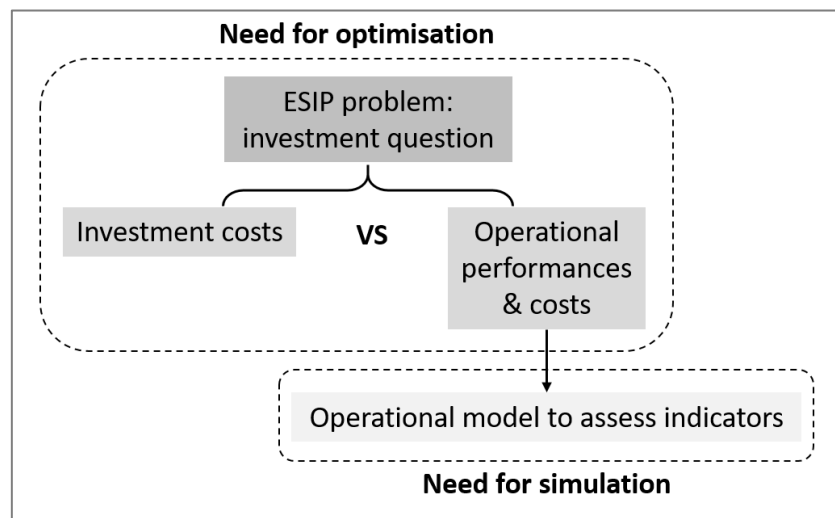 Need for optimisation
ESIP problem:
investment question
Investment costs
VS
Operational
performances
& costs
Operational model to assess indicators
Need for simulation